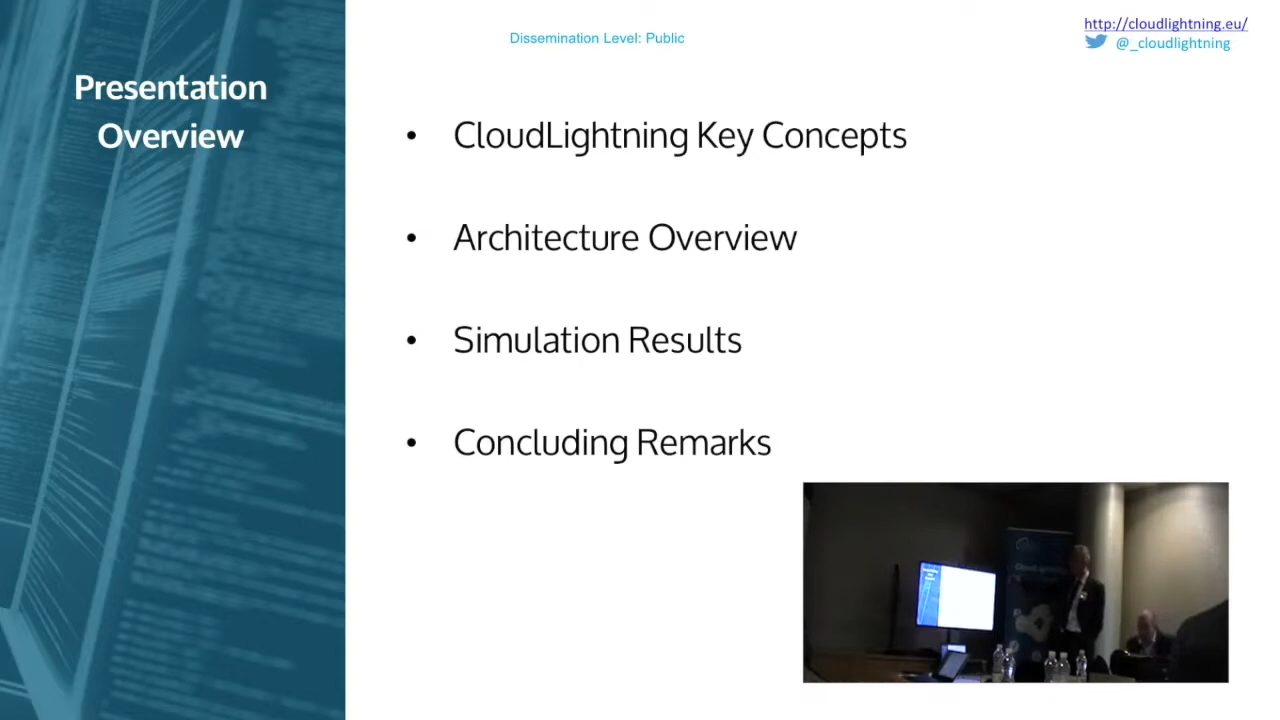 Presentation
Overview
Dissemination Level: Public
http://cloudlightning.eu/
@_cloudlightning
• CloudLightning Key Concepts
• Architecture Overview
• Simulation Results
• Concluding Remarks